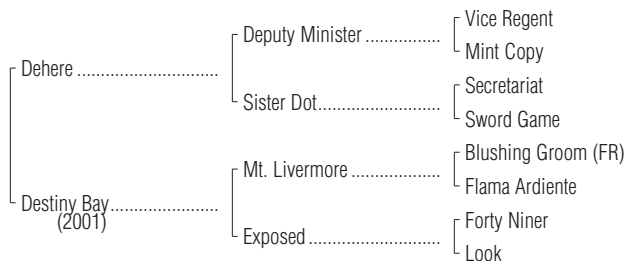 Vice Regent
Deputy Minister ................
Mint Copy
Dehere ..............................
Secretariat
Sister Dot..........................
Sword Game
Blushing Groom (FR)
Mt. Livermore ...................
Flama Ardiente
Destiny Bay.......................
(2001)
Forty Niner
Exposed ............................
Look